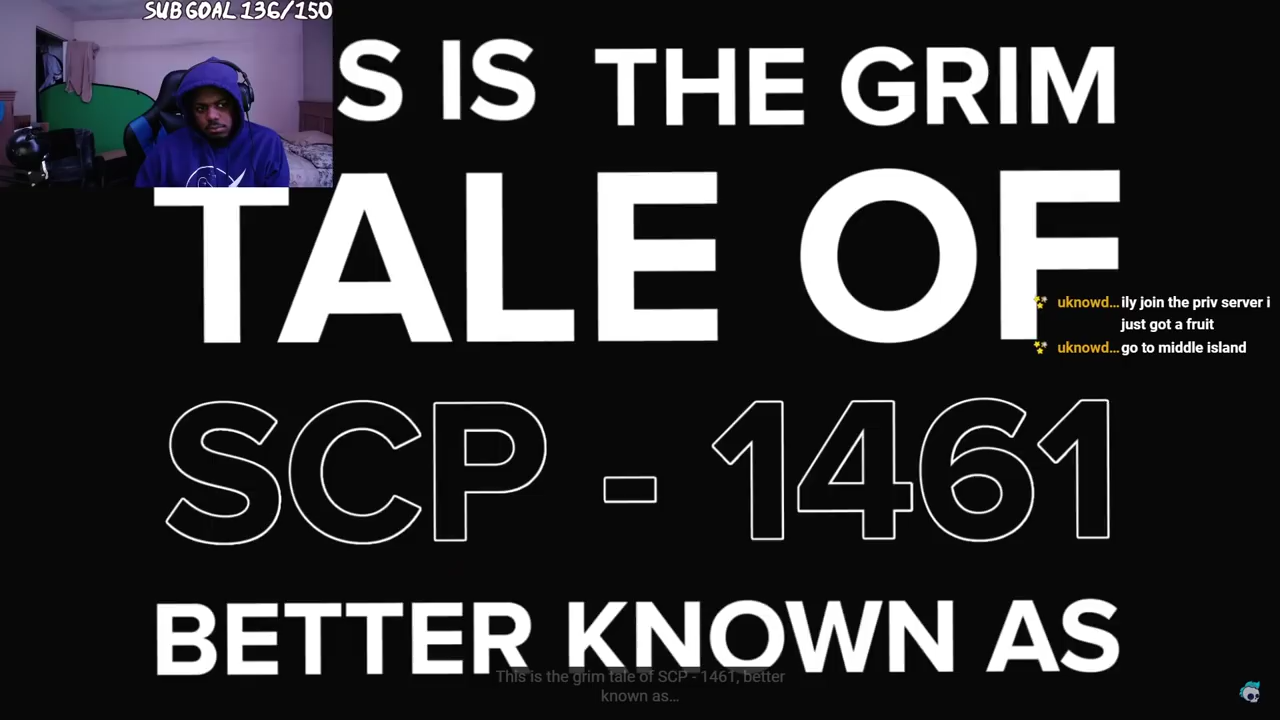 SUB GOAL 136/150
S IS THE GRIM
TALE OF
uknowd… ily join the priv server i
just got a fruit
uknowd… go to middle island
SCP - 1461
BETTER KNOWN AS
This is the grim tale of SCP - 1461, better
known as...